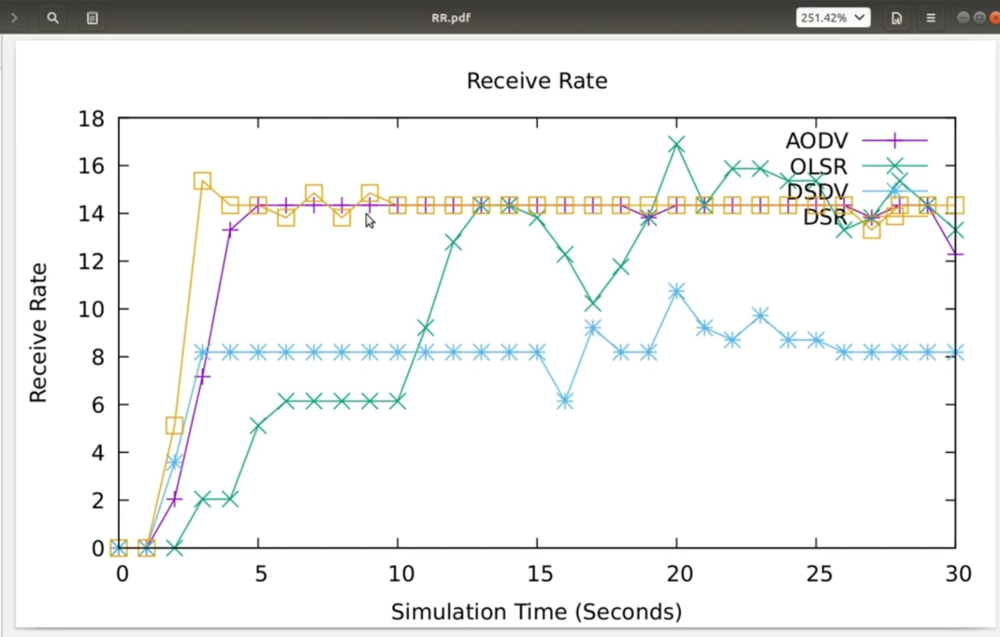 RR.pdf
251.42%
Receive Rate
18
16
14
12
10
8
6
4
2
0
Receive Rate
AODV
OLSR
DSDV
DSR
0 5 10 15 20 25 30
Simulation Time (Seconds)